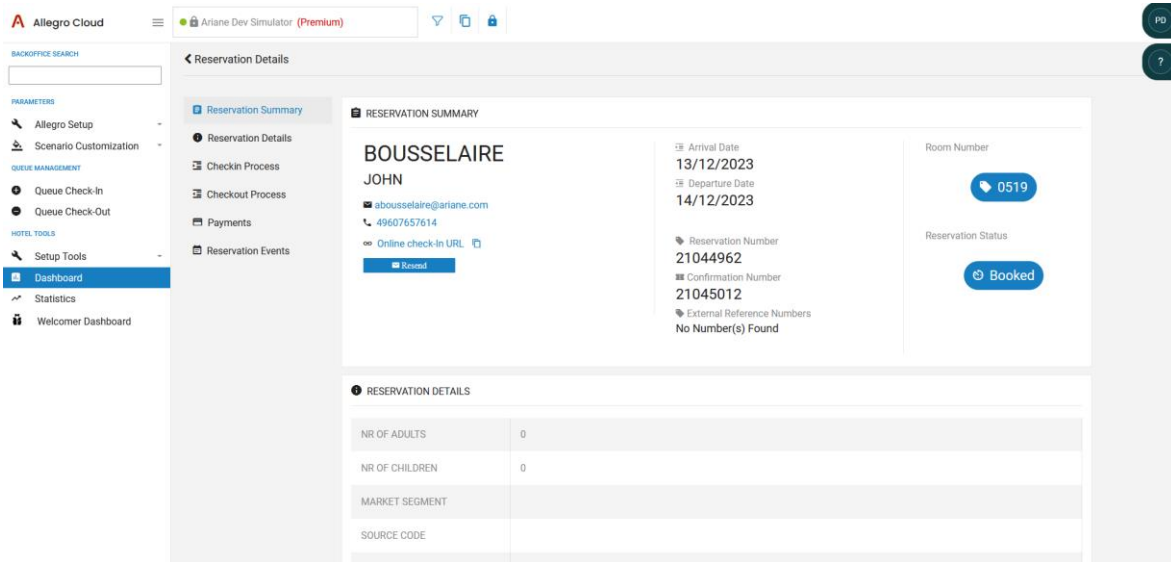 Allegro Cloud
Ariane Dev Simulator (Premium)
PD
?
BACKOFFICE SEARCH
PARAMETERS
Allegro Setup
Scenario Customization
QUEUE MANAGEMENT
Queue Check-In
Queue Check-Out
HOTEL TOOLS
Setup Tools
Dashboard
Statistics
Welcomer Dashboard
Reservation Details
Reservation Summary
Reservation Details
Checkin Process
Checkout Process
Payments
Reservation Events
RESERVATION SUMMARY
BOUSSELAIRE
JOHN
abousselaire@ariane.com
49607657614
Online check-In URL
Resend
Arrival Date
13/12/2023
Departure Date
14/12/2023
Reservation Number
21044962
Confirmation Number
21045012
External Reference Numbers
No Number(s) Found
Room Number
0519
Reservation Status
Booked
RESERVATION DETAILS
NR OF ADULTS 0
NR OF CHILDREN 0
MARKET SEGMENT
SOURCE CODE